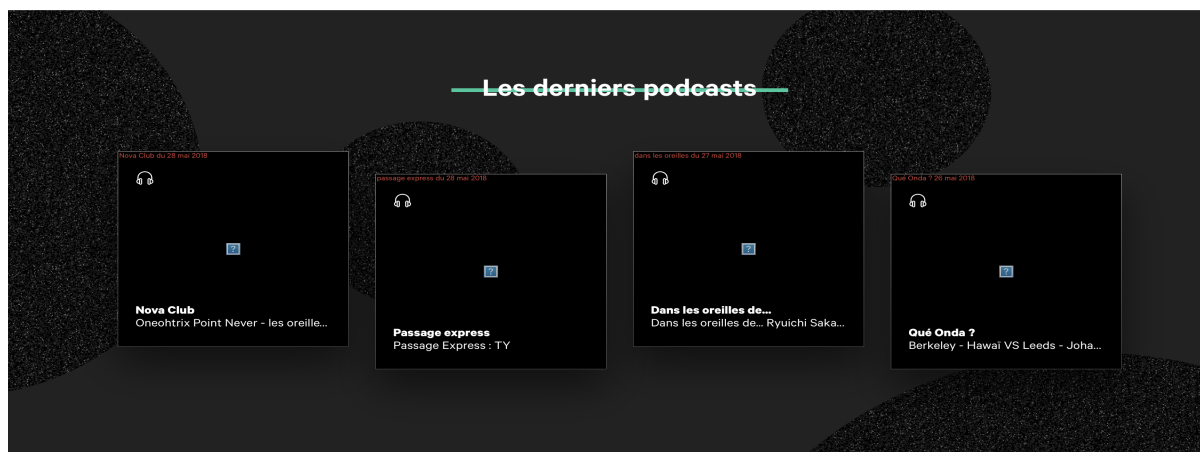 Les derniers podcasts
Nova Club du 28 mai 2018
Nova Club
Oneohtrix Point Never - les oreille...
passage express du 28 mai 2018
Passage express
Passage Express : TY
dans les oreilles du 27 mai 2018
Dans les oreilles de...
Dans les oreilles de... Ryuichi Saka...
Qué Onda ? 26 mai 2018
Qué Onda ?
Berkeley - Hawaï VS Leeds - Joha...